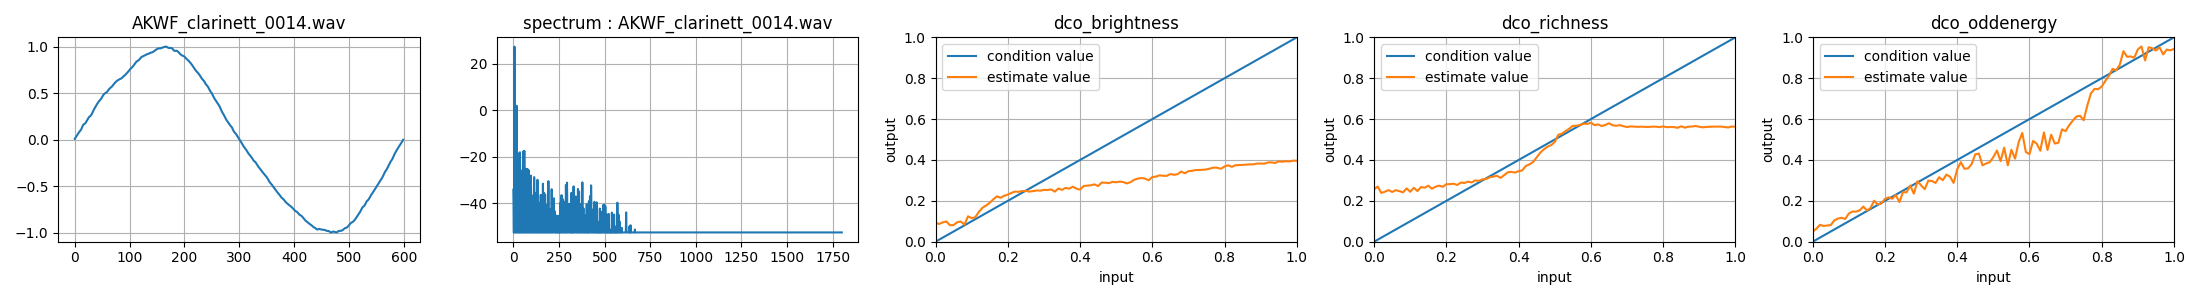 AKWF_clarinett_0014.wav
1.0
0.5
0.0
−0.5
−1.0
0 100 200 300 400 500 600
spectrum : AKWF_clarinett_0014.wav
20
0
−20
−40
0 250 500 750 1000 1250 1500 1750
dco_brightness
condition value
estimate value
output
1.0
0.8
0.6
0.4
0.2
0.0
0.0 0.2 0.4 0.6 0.8 1.0
input
dco_richness
condition value
estimate value
output
1.0
0.8
0.6
0.4
0.2
0.0
0.0 0.2 0.4 0.6 0.8 1.0
input
dco_oddenergy
condition value
estimate value
output
1.0
0.8
0.6
0.4
0.2
0.0
0.0 0.2 0.4 0.6 0.8 1.0
input